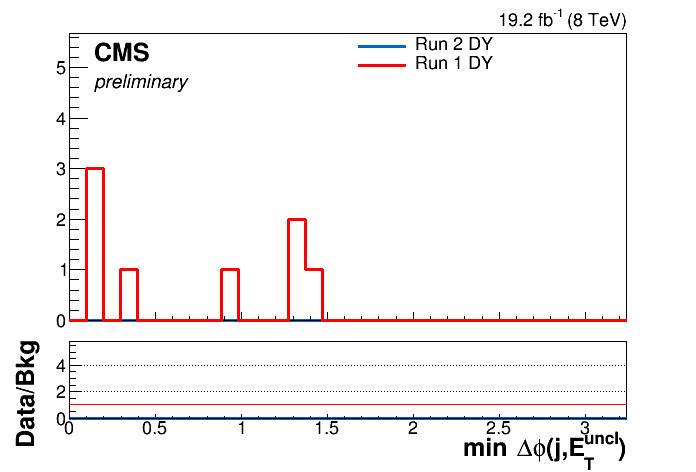 19.2 fb-1 (8 TeV)
CMS
preliminary
Run 2 DY
Run 1 DY
5
4
3
2
1
0
Data/Bkg
4
2
0
0 0.5 1 1.5 2 2.5 3
min Δϕ(j,E_T^uncl)